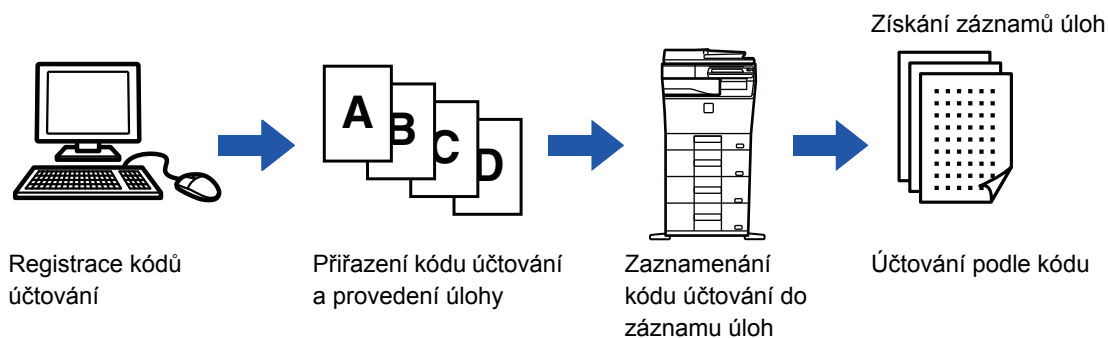 Získání záznamů úloh
A
B
C
D
Registrace kódů
účtování
Přiřazení kódu účtování
a provedení úlohy
Zaznamenání
kódu účtování do
záznamu úloh
Účtování podle kódu